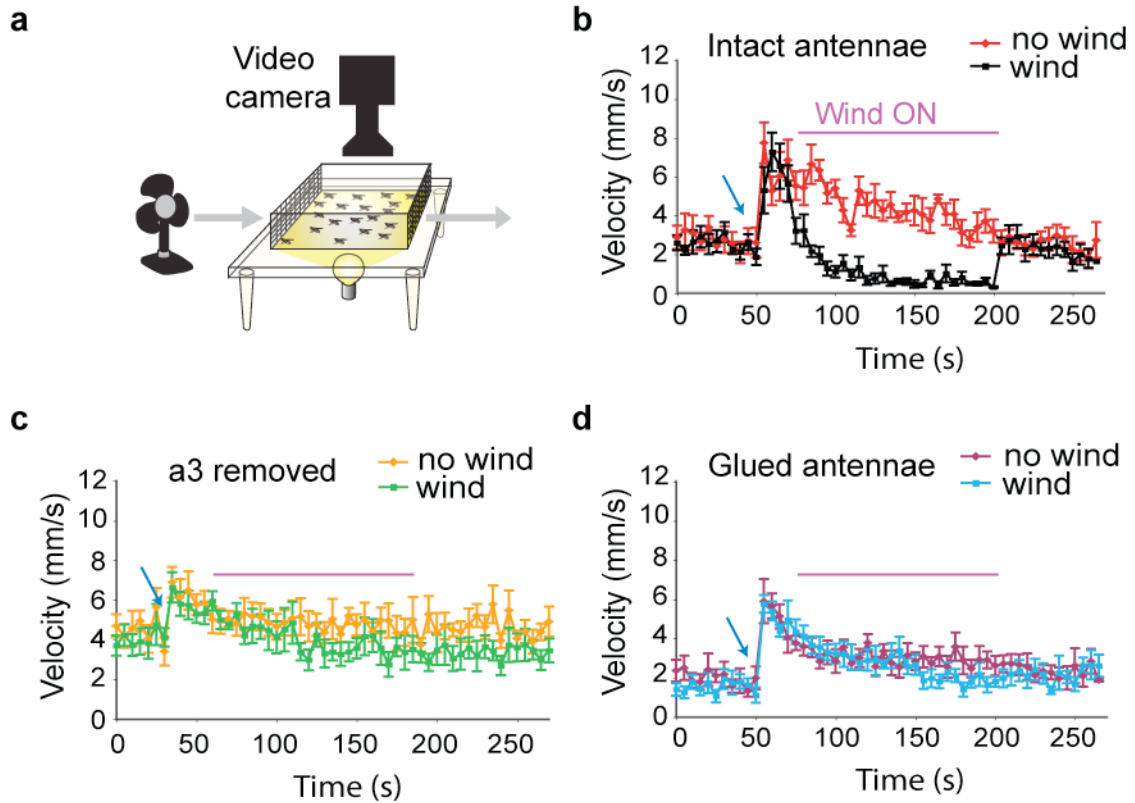 a
Video
camera
b
Intact antennae
no wind
wind
Wind ON
Velocity (mm/s)
12
10
8
6
4
2
0
0 50 100 150 200 250
Time (s)
c
a3 removed
no wind
wind
Velocity (mm/s)
12
10
8
6
4
2
0
0 50 100 150 200 250
Time (s)
d
Glued antennae
no wind
wind
Velocity (mm/s)
12
10
8
6
4
2
0
0 50 100 150 200 250
Time (s)